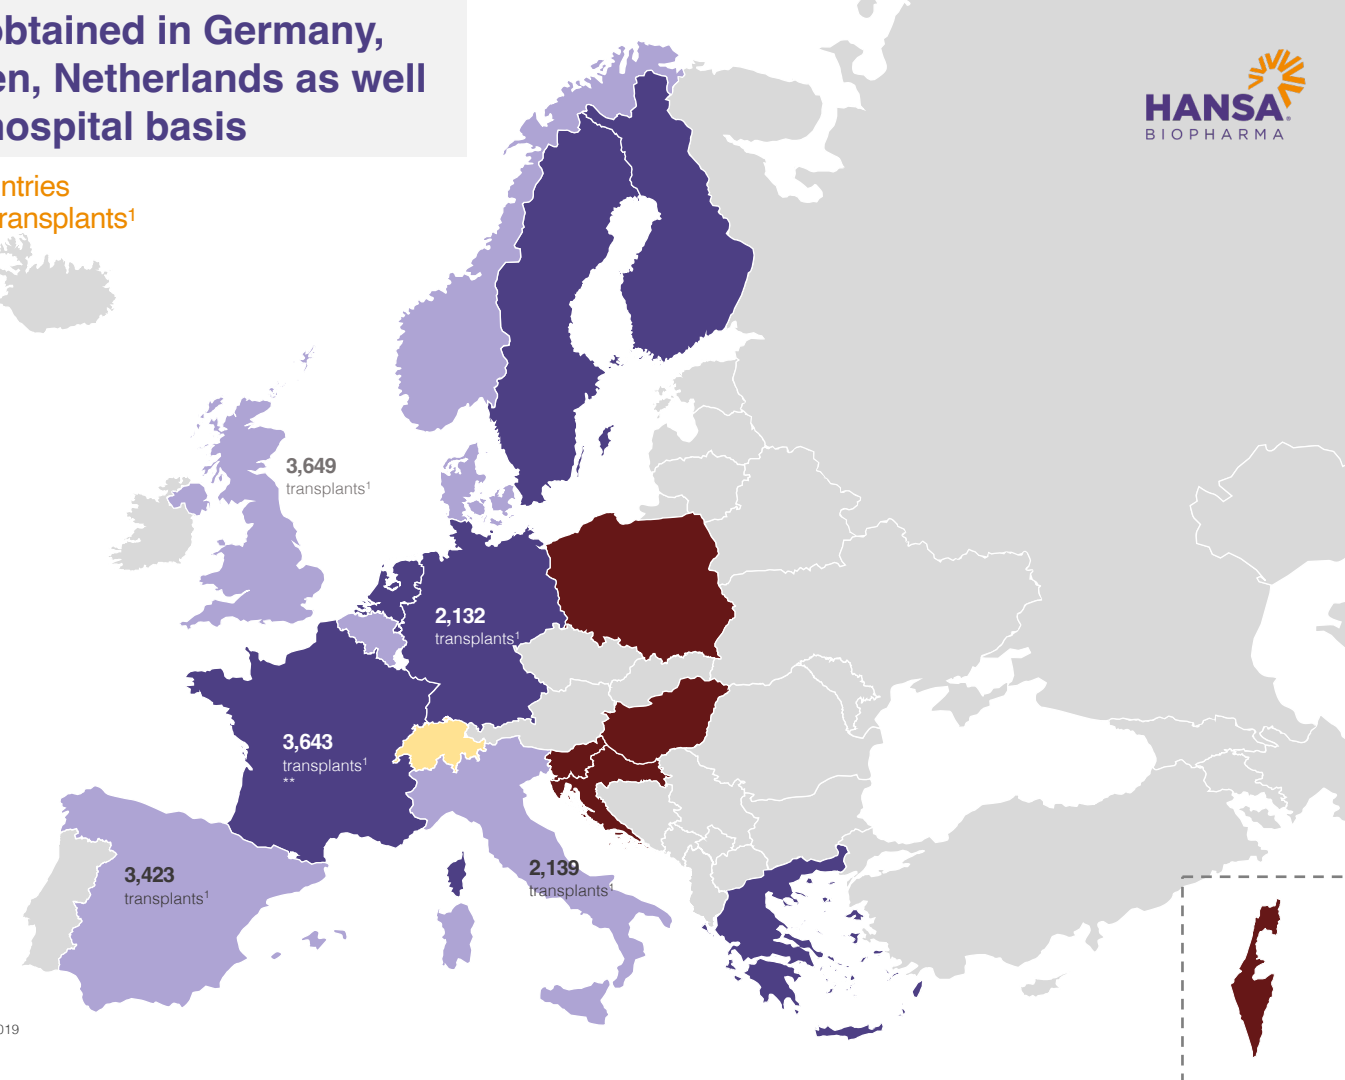 obtained in Germany,
en, Netherlands as well
hospital basis
ntries
ransplants¹
HANSA®
BIOPHARMA
3,649
transplants¹
2,132
transplants¹
3,643
transplants¹
**
3,423
transplants¹
2,139
transplants¹
019